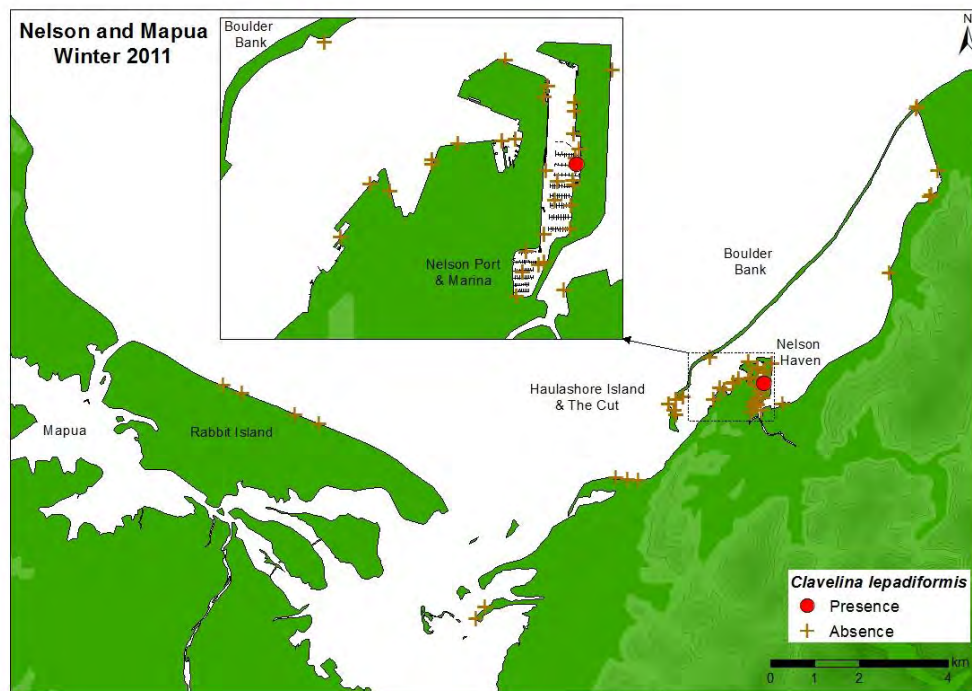 Nelson and Mapua
Winter 2011
Boulder
Bank
Nelson Port
& Marina
N
Boulder
Bank
Nelson
Haven
Haulashore Island
& The Cut
Mapua
Rabbit Island
Clavelina lepadiformis
Presence
Absence
km
0 1 2 4